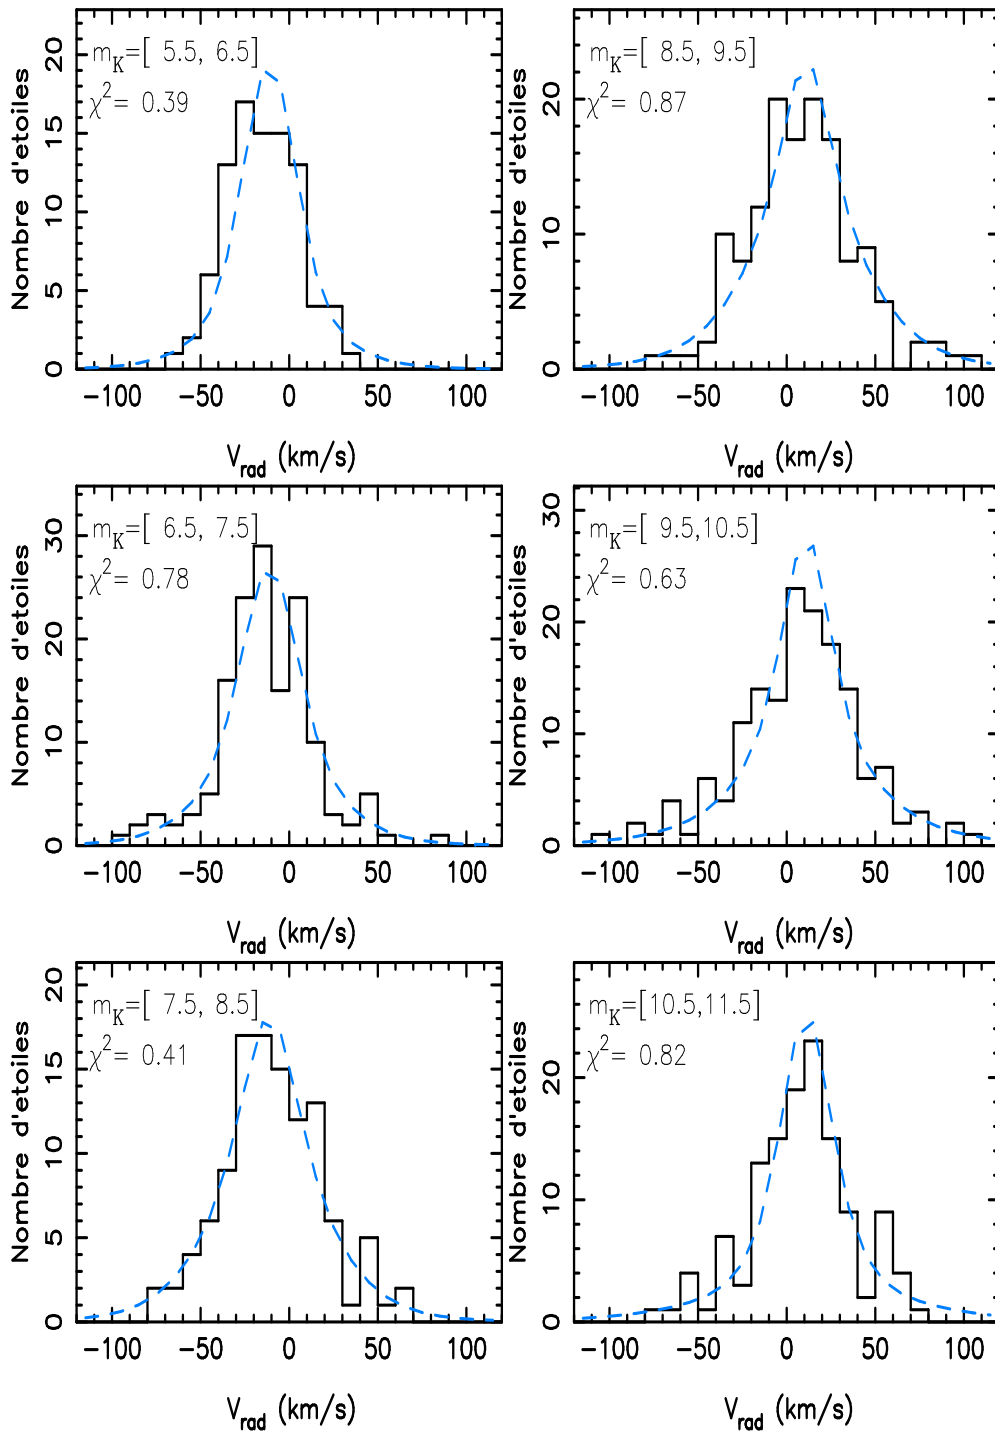 m_K=[ 5.5, 6.5]
χ²= 0.39
Nombre d'etoiles
0 5 10 15 20
−100 −50 0 50 100
V_rad (km/s)
m_K=[ 8.5, 9.5]
χ²= 0.87
Nombre d'etoiles
0 10 20
−100 −50 0 50 100
V_rad (km/s)
m_K=[ 6.5, 7.5]
χ²= 0.78
Nombre d'etoiles
0 10 20 30
−100 −50 0 50 100
V_rad (km/s)
m_K=[ 9.5,10.5]
χ²= 0.63
Nombre d'etoiles
0 10 20 30
−100 −50 0 50 100
V_rad (km/s)
m_K=[ 7.5, 8.5]
χ²= 0.41
Nombre d'etoiles
0 5 10 15 20
−100 −50 0 50 100
V_rad (km/s)
m_K=[10.5,11.5]
χ²= 0.82
Nombre d'etoiles
0 10 20
−100 −50 0 50 100
V_rad (km/s)